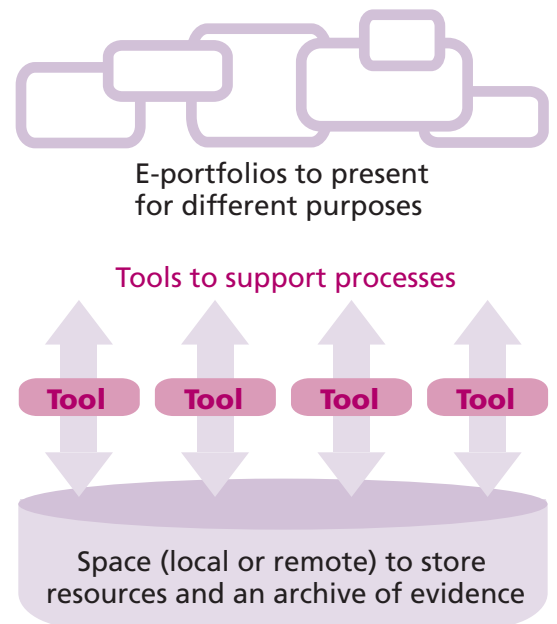 E-portfolios to present
for different purposes
Tools to support processes
Tool Tool Tool Tool
Space (local or remote) to store
resources and an archive of evidence